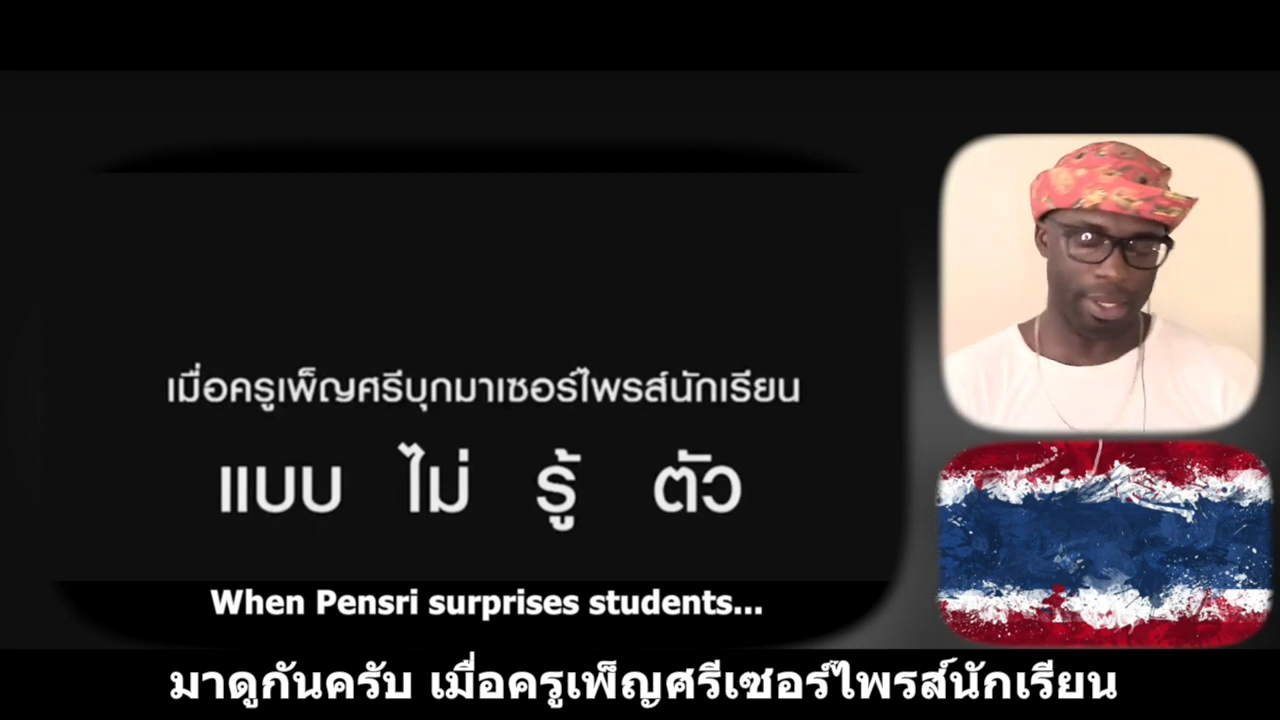 เมื่อครูเพ็ญศรีบุกมาเซอร์ไพรส์นักเรียน
แบบ ไม่ รู้ ตัว
When Pensri surprises students...
มาดูกันครับ เมื่อครูเพ็ญศรีเซอร์ไพรส์นักเรียน